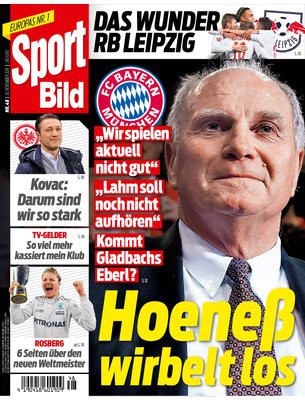 EUROPAS NR. 1
Sport
Bild
DAS WUNDER
RB LEIPZIG
LEIPZIG
FC BAYERN
MÜNCHEN
„Wir spielen
aktuell
nicht gut“
„Lahm soll
noch nicht
aufhören“
Kommt
Gladbachs
Eberl?
Kovac:
Darum sind
wir so stark
TV-GELDER
So viel mehr
kassiert mein Klub
PETRONAS
ROSBERG
6 Seiten über den
neuen Weltmeister
Hoeneß
wirbelt los